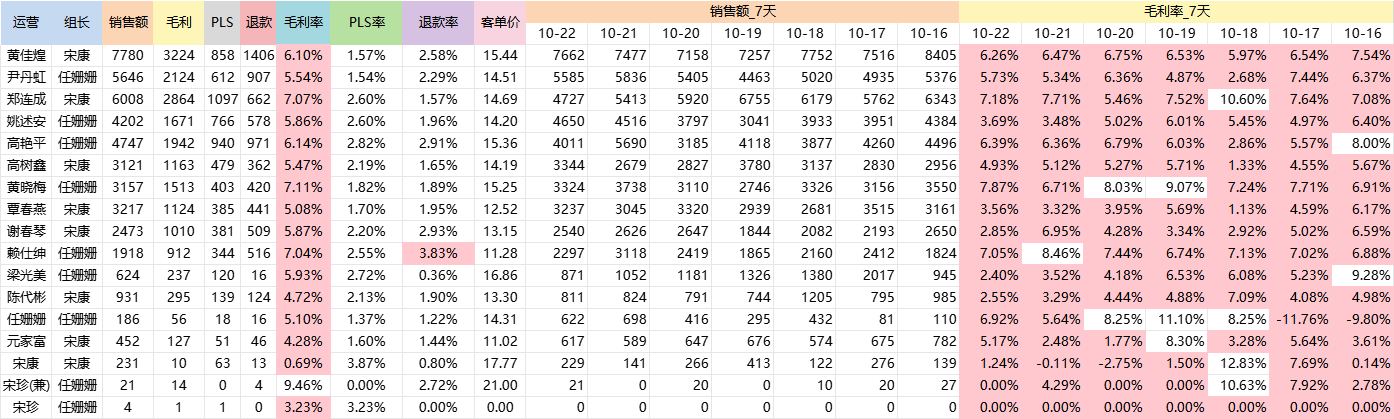 运营 组长 销售额 毛利 PLS 退款 毛利率 PLS率 退款率 客单价 销售额_7天 毛利率_7天
10-22 10-21 10-20 10-19 10-18 10-17 10-16 10-22 10-21 10-20 10-19 10-18 10-17 10-16
黄佳煌 宋康 7780 3224 858 1406 6.10% 1.57% 2.58% 15.44 7662 7477 7158 7257 7752 7516 8405 6.26% 6.47% 6.75% 6.53% 5.97% 6.54% 7.54%
尹丹虹 任姗姗 5646 2124 612 907 5.54% 1.54% 2.29% 14.51 5585 5836 5405 4463 5020 4935 5376 5.73% 5.34% 6.36% 4.87% 2.68% 7.44% 6.37%
郑连成 宋康 6008 2864 1097 662 7.07% 2.60% 1.57% 14.69 4727 5413 5920 6755 6179 5762 6343 7.18% 7.71% 5.46% 7.52% 10.60% 7.64% 7.08%
姚述安 任姗姗 4202 1671 766 578 5.86% 2.60% 1.96% 14.20 4650 4516 3797 3041 3933 3951 4384 3.69% 3.48% 5.02% 6.01% 5.45% 4.97% 6.40%
高艳平 任姗姗 4747 1942 940 971 6.14% 2.82% 2.91% 15.36 4011 5690 3185 4118 3877 4260 4496 6.39% 6.36% 6.79% 6.03% 2.86% 5.57% 8.00%
高树鑫 宋康 3121 1163 479 362 5.47% 2.19% 1.65% 14.19 3344 2679 2827 3780 3137 2830 2956 4.93% 5.12% 5.27% 5.71% 1.33% 4.55% 5.67%
黄晓梅 任姗姗 3157 1513 403 420 7.11% 1.82% 1.89% 15.25 3324 3738 3110 2746 3326 3156 3550 7.87% 6.71% 8.03% 9.07% 7.24% 7.71% 6.91%
覃春燕 宋康 3217 1124 385 441 5.08% 1.70% 1.95% 12.52 3237 3045 3320 2939 2681 3515 3161 3.56% 3.32% 3.95% 5.69% 1.13% 4.59% 6.17%
谢春琴 宋康 2473 1010 381 509 5.87% 2.20% 2.93% 13.15 2540 2626 2647 1844 2082 2193 2650 2.85% 6.95% 4.28% 3.34% 2.92% 5.02% 6.59%
赖仕绅 任姗姗 1918 912 344 516 7.04% 2.55% 3.83% 11.28 2297 3118 2419 1865 2160 2412 1824 7.05% 8.46% 7.44% 6.74% 7.13% 7.02% 6.88%
梁光美 任姗姗 624 237 120 16 5.93% 2.72% 0.36% 16.86 871 1052 1181 1326 1380 2017 945 2.40% 3.52% 4.18% 6.53% 6.08% 5.23% 9.28%
陈代彬 宋康 931 295 139 124 4.72% 2.13% 1.90% 13.30 811 824 791 744 1205 795 985 2.55% 3.29% 4.44% 4.88% 7.09% 4.08% 4.98%
任姗姗 任姗姗 186 56 18 16 5.10% 1.37% 1.22% 14.31 622 698 416 295 432 81 110 6.92% 5.64% 8.25% 11.10% 8.25% -11.76% -9.80%
元家富 宋康 452 127 51 46 4.28% 1.60% 1.44% 11.02 617 589 647 676 574 675 782 5.17% 2.48% 1.77% 8.30% 3.28% 5.64% 3.61%
宋康 宋康 231 10 63 13 0.69% 3.87% 0.80% 17.77 229 141 266 413 122 276 139 1.24% -0.11% -2.75% 1.50% 12.83% 7.69% 0.14%
宋珍(兼) 任姗姗 21 14 0 4 9.46% 0.00% 2.72% 21.00 21 0 20 0 10 20 27 0.00% 4.29% 0.00% 0.00% 10.63% 7.92% 2.78%
宋珍 任姗姗 4 1 1 0 3.23% 3.23% 0.00% 0.00 0 0 0 0 0 0 0 0.00% 0.00% 0.00% 0.00% 0.00% 0.00% 0.00%